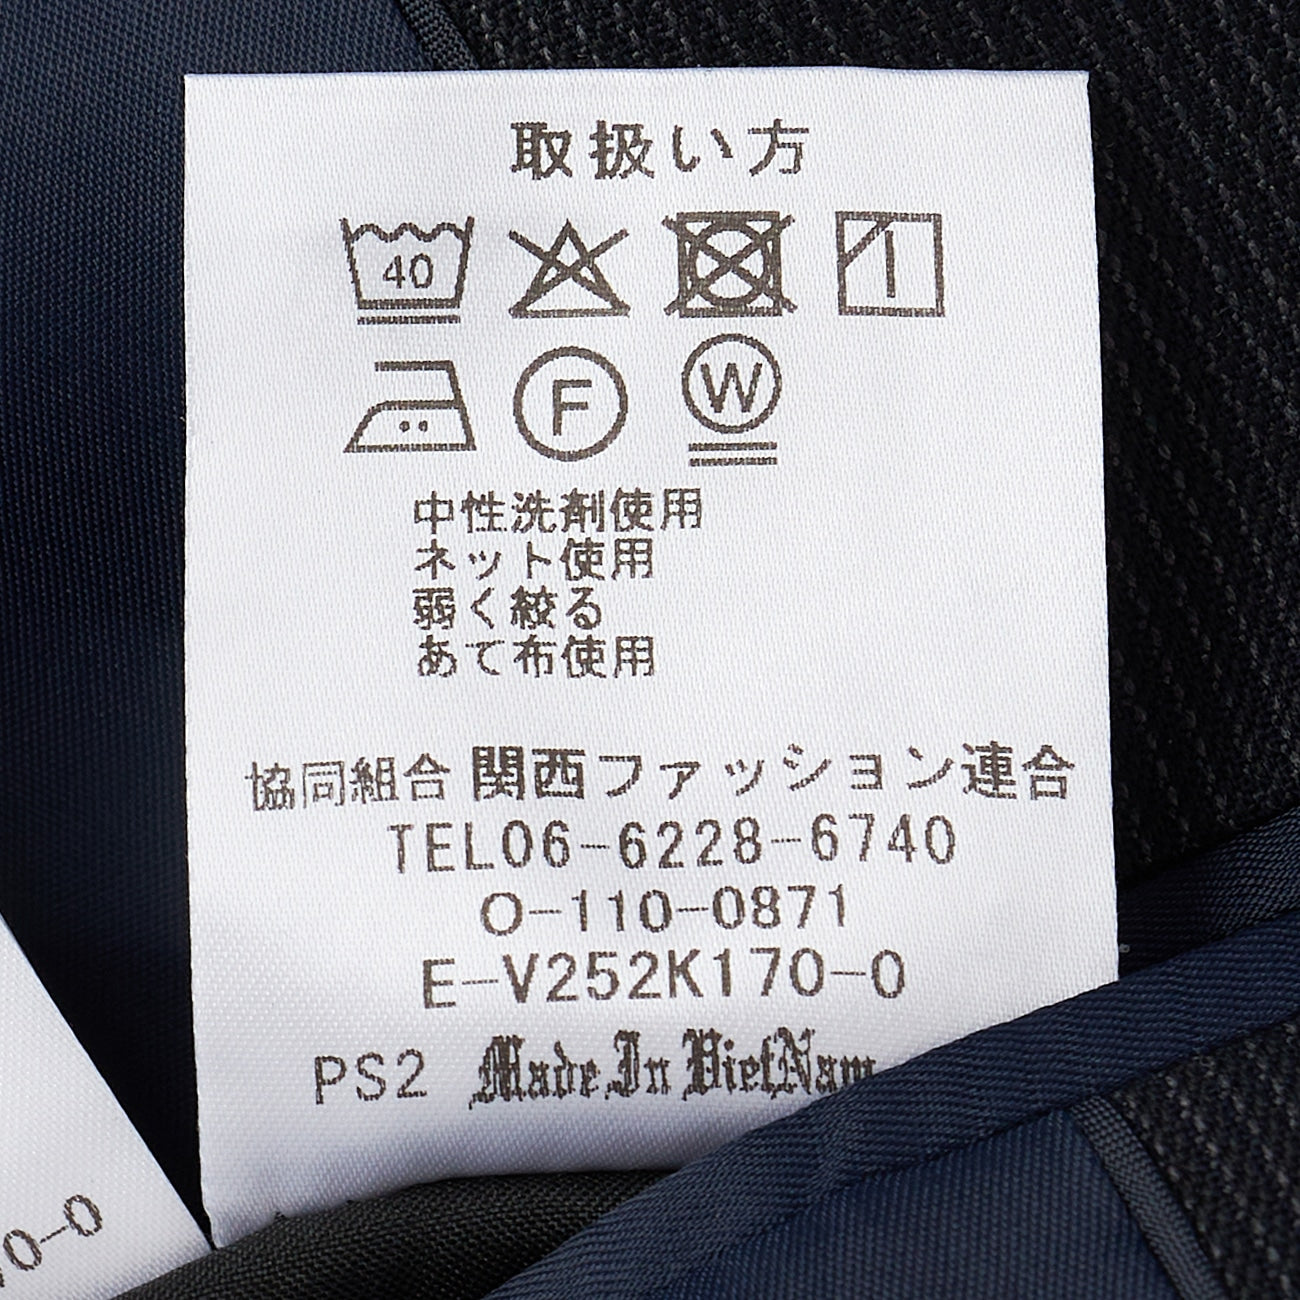 取扱い方
40
F W
中性洗剤使用
ネット使用
弱く絞る
あて布使用
協同組合 関西ファッション連合
TEL06-6228-6740
O-110-0871
E-V252K170-0
PS2 Made In VietNam
0-0